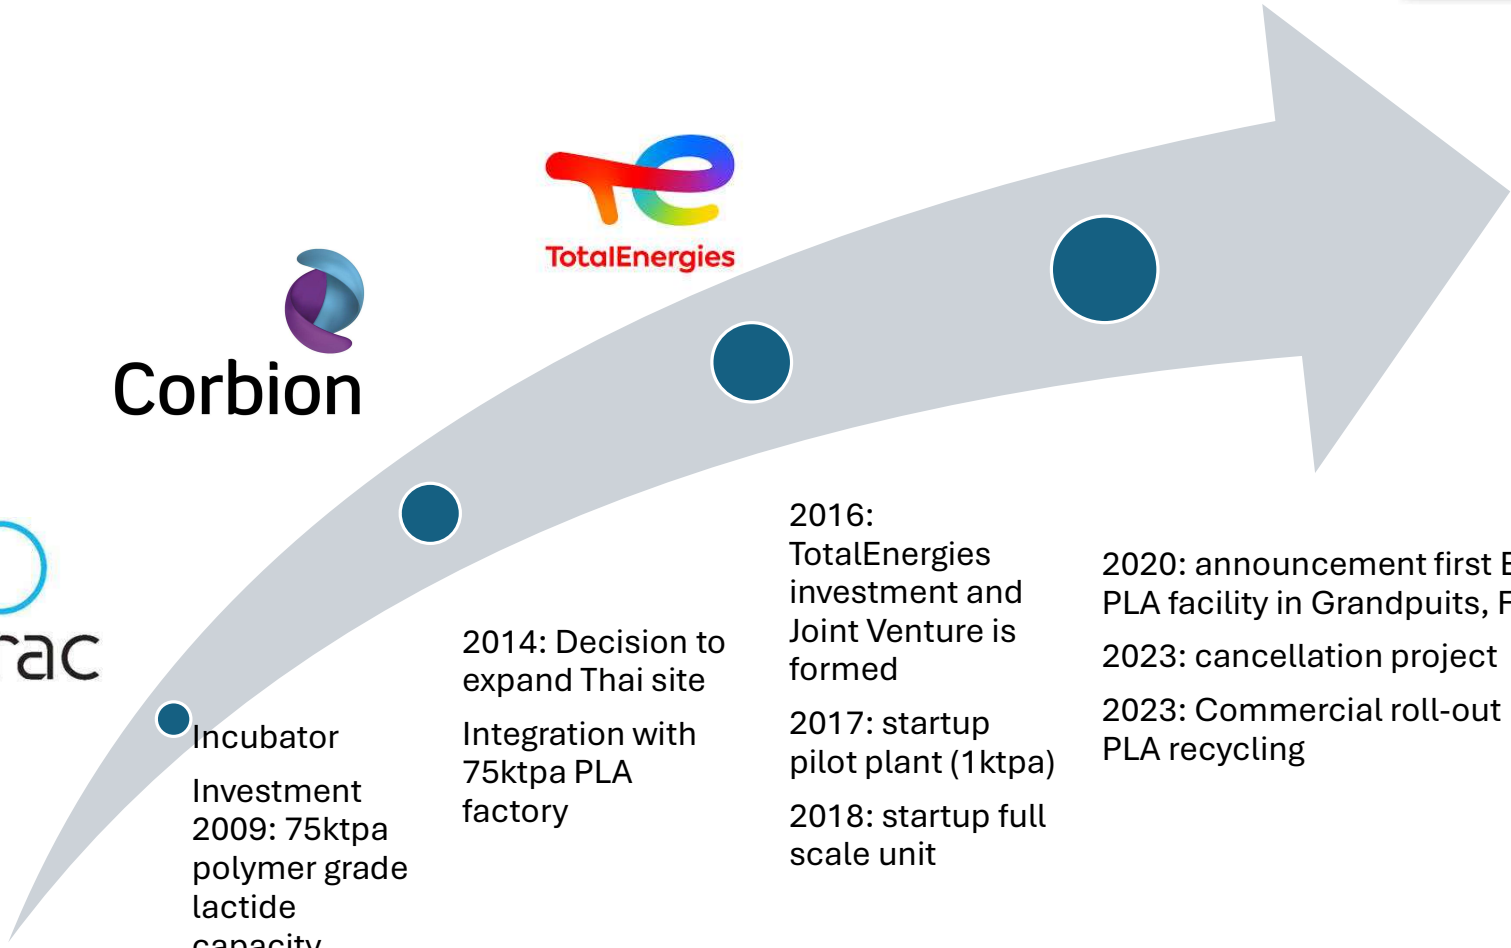 TotalEnergies
Corbion
rac
Incubator
Investment
2009: 75ktpa
polymer grade
lactide
capacity
2014: Decision to
expand Thai site
Integration with
75ktpa PLA
factory
2016:
TotalEnergies
investment and
Joint Venture is
formed
2017: startup
pilot plant (1ktpa)
2018: startup full
scale unit
2020: announcement first
PLA facility in Grandpuits,
2023: cancellation project
2023: Commercial roll-out
PLA recycling